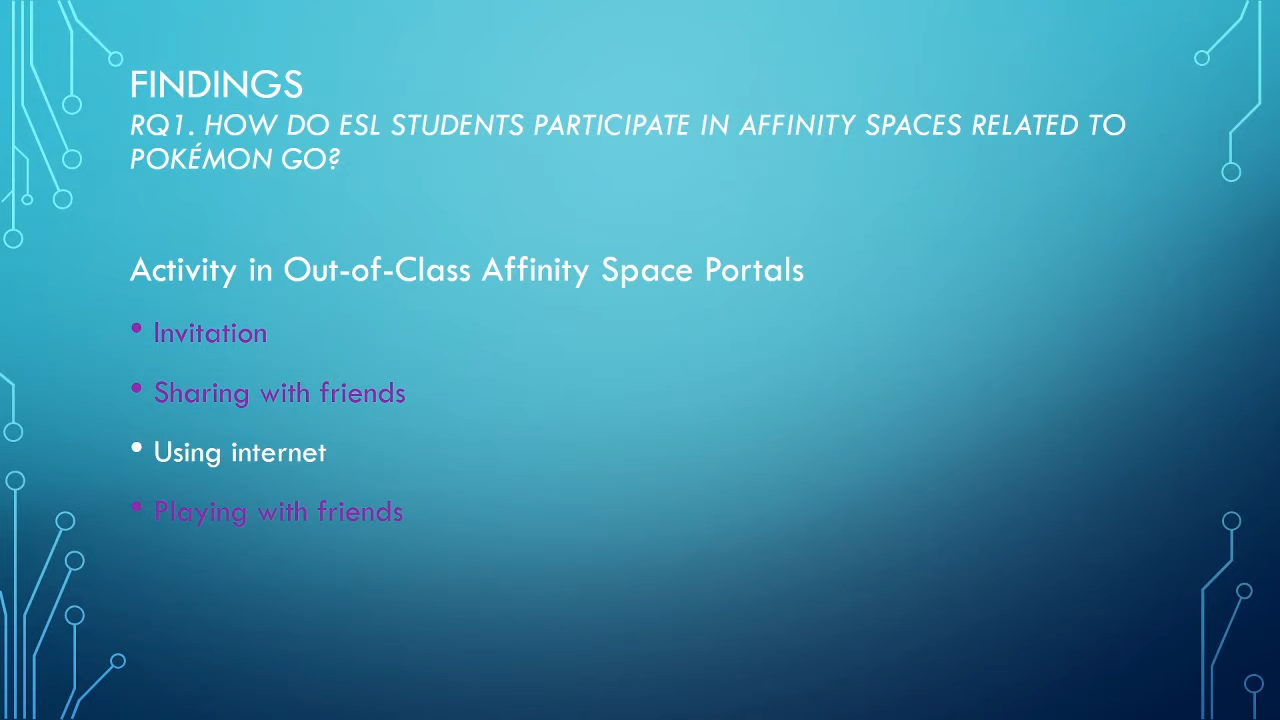 FINDINGS
RQ1. HOW DO ESL STUDENTS PARTICIPATE IN AFFINITY SPACES RELATED TO
POKÉMON GO?
Activity in Out-of-Class Affinity Space Portals
• Invitation
• Sharing with friends
• Using internet
• Playing with friends